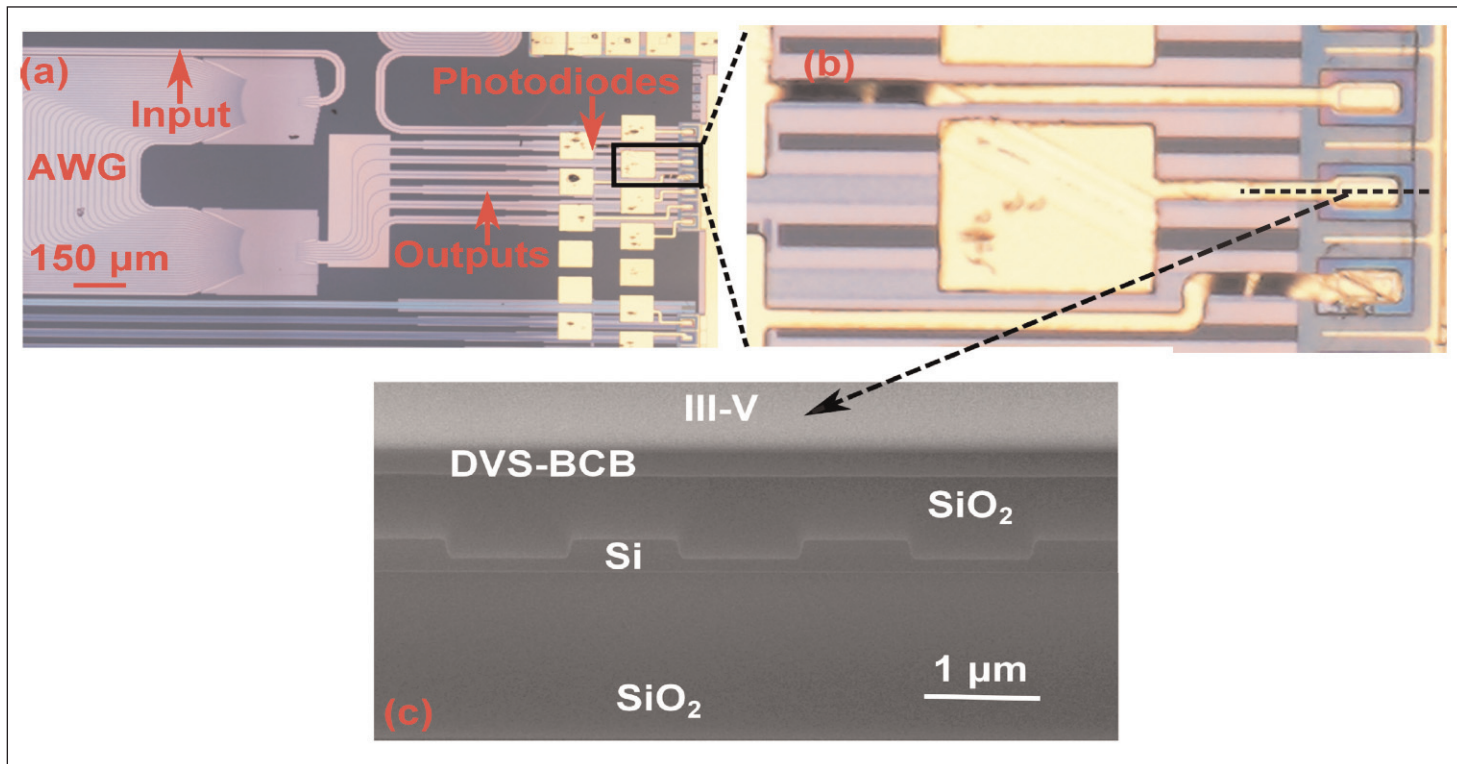 (a)
Input
Photodiodes
AWG
150 µm
Outputs
(b)
III-V
DVS-BCB
SiO₂
Si
1 µm
SiO₂
(c)